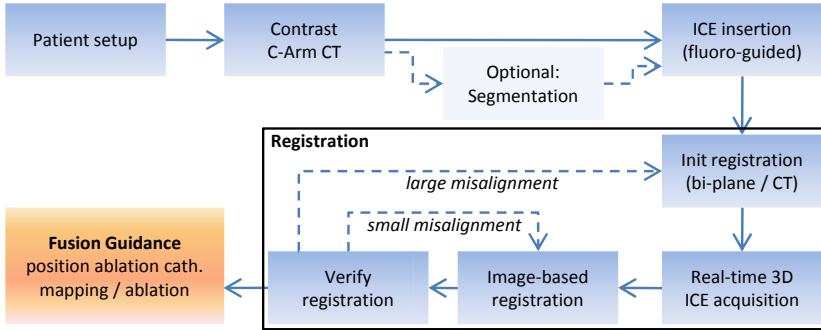 Patient setup
Contrast
C-Arm CT
Optional:
Segmentation
ICE insertion
(fluoro-guided)
Registration
Init registration
(bi-plane / CT)
large misalignment
small misalignment
Fusion Guidance
position ablation cath.
mapping / ablation
Verify
registration
Image-based
registration
Real-time 3D
ICE acquisition